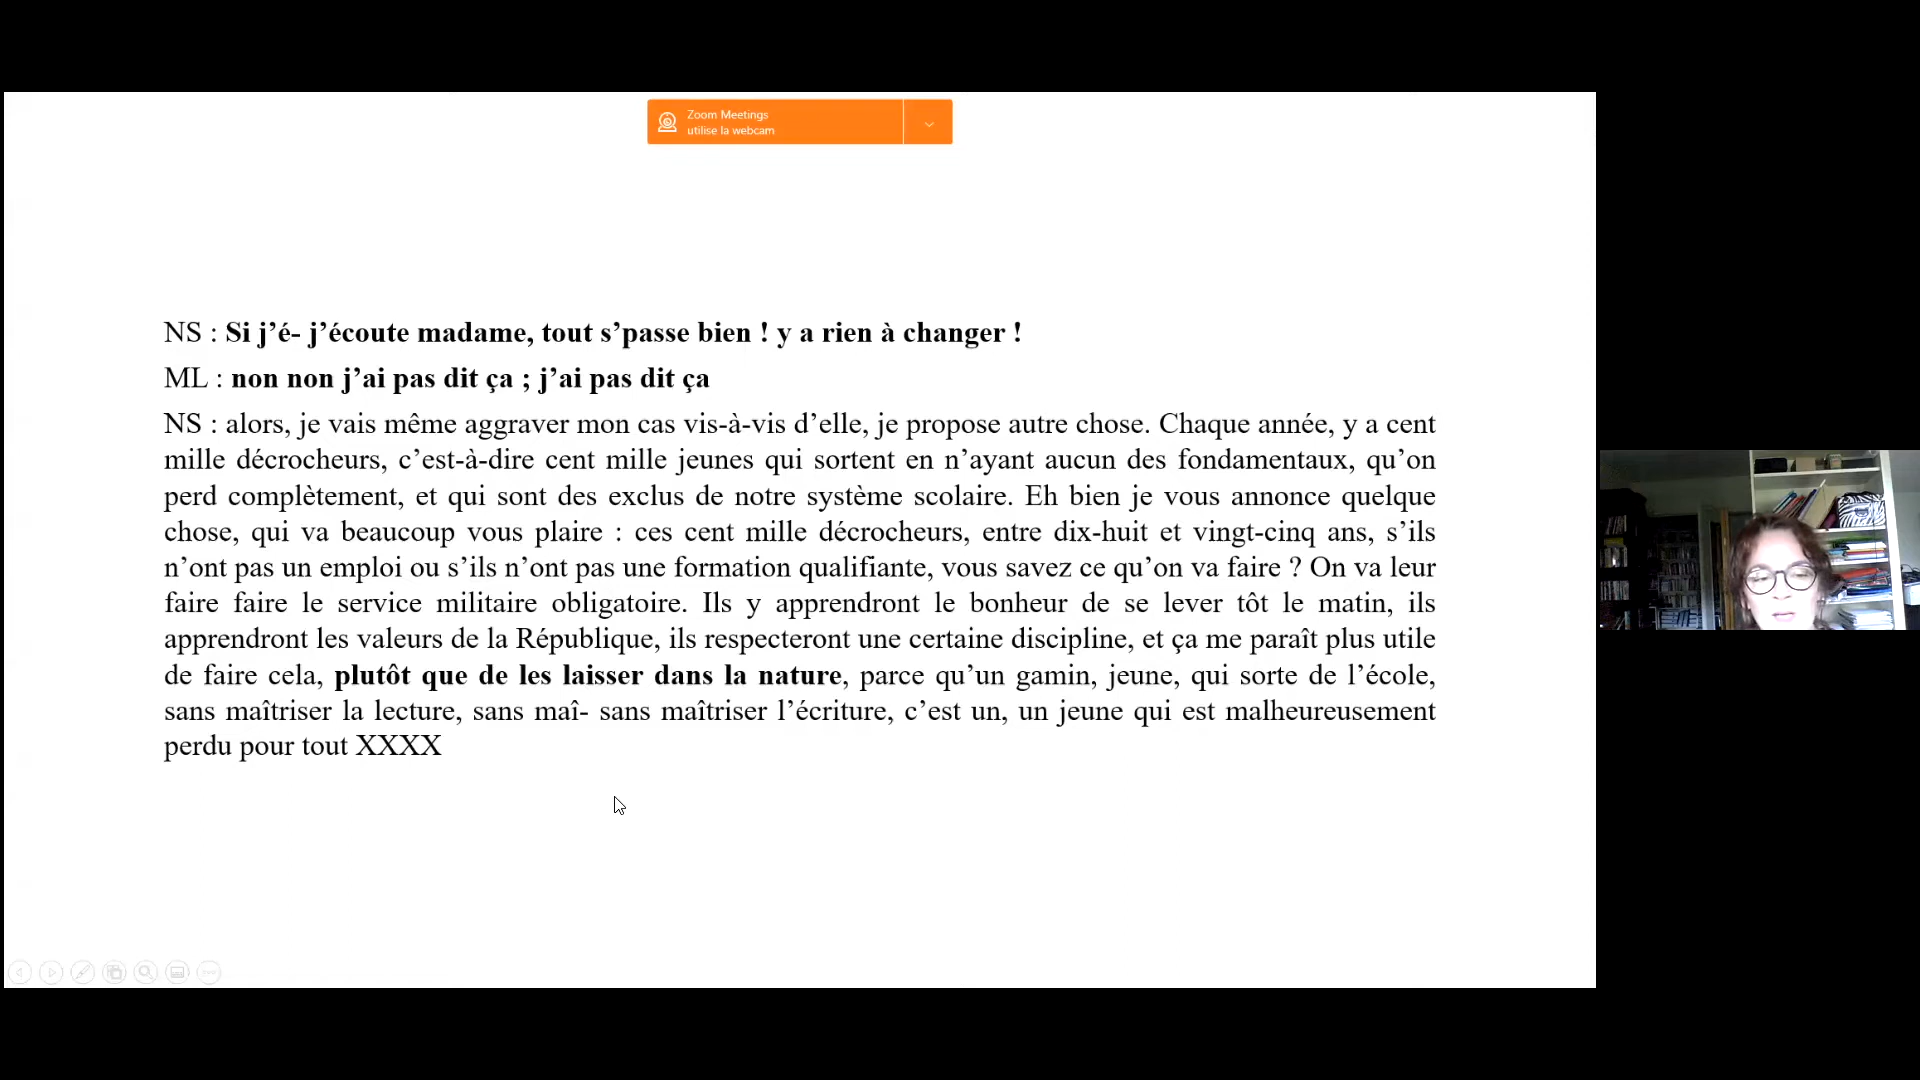 Zoom Meetings
utilise la webcam
NS : Si j’é- j’écoute madame, tout s’passe bien ! y a rien à changer !
ML : non non j’ai pas dit ça ; j’ai pas dit ça
NS : alors, je vais même aggraver mon cas vis-à-vis d’elle, je propose autre chose. Chaque année, y a cent
mille décrocheurs, c’est-à-dire cent mille jeunes qui sortent en n’ayant aucun des fondamentaux, qu’on
perd complètement, et qui sont des exclus de notre système scolaire. Eh bien je vous annonce quelque
chose, qui va beaucoup vous plaire : ces cent mille décrocheurs, entre dix-huit et vingt-cinq ans, s’ils
n’ont pas un emploi ou s’ils n’ont pas une formation qualifiante, vous savez ce qu’on va faire ? On va leur
faire faire le service militaire obligatoire. Ils y apprendront le bonheur de se lever tôt le matin, ils
apprendront les valeurs de la République, ils respecteront une certaine discipline, et ça me paraît plus utile
de faire cela, plutôt que de les laisser dans la nature, parce qu’un gamin, jeune, qui sorte de l’école,
sans maîtriser la lecture, sans maî- sans maîtriser l’écriture, c’est un, un jeune qui est malheureusement
perdu pour tout XXXX